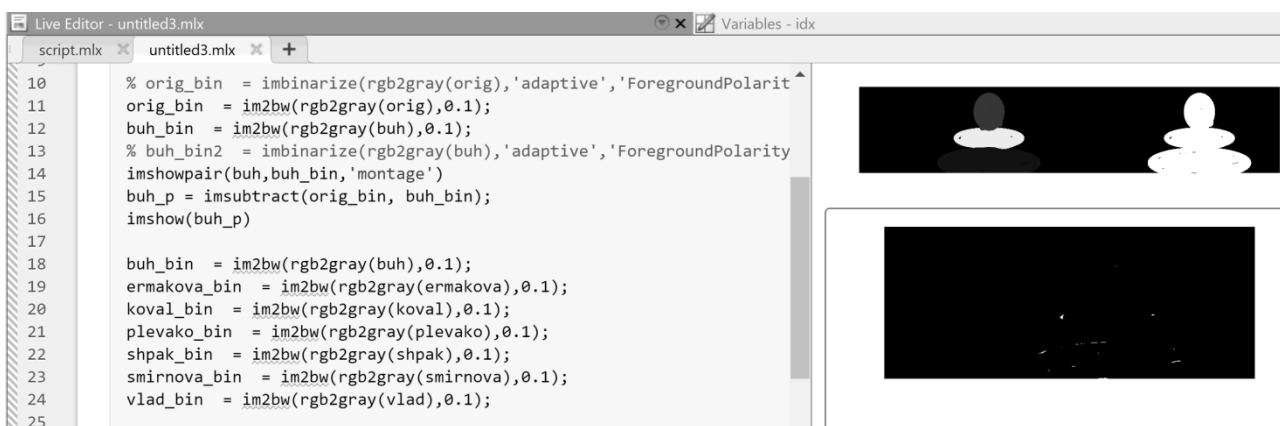 Live Editor - untitled3.mlx
Variables - idx
script.mlx
untitled3.mlx
10 % orig_bin  = imbinarize(rgb2gray(orig),'adaptive','ForegroundPolarit
11 orig_bin  = im2bw(rgb2gray(orig),0.1);
12 buh_bin  = im2bw(rgb2gray(buh),0.1);
13 % buh_bin2  = imbinarize(rgb2gray(buh),'adaptive','ForegroundPolarity
14 imshowpair(buh,buh_bin,'montage')
15 buh_p = imsubtract(orig_bin, buh_bin);
16 imshow(buh_p)
17
18 buh_bin  = im2bw(rgb2gray(buh),0.1);
19 ermakova_bin  = im2bw(rgb2gray(ermakova),0.1);
20 koval_bin  = im2bw(rgb2gray(koval),0.1);
21 plevako_bin  = im2bw(rgb2gray(plevako),0.1);
22 shpak_bin  = im2bw(rgb2gray(shpak),0.1);
23 smirnova_bin  = im2bw(rgb2gray(smirnova),0.1);
24 vlad_bin  = im2bw(rgb2gray(vlad),0.1);
25